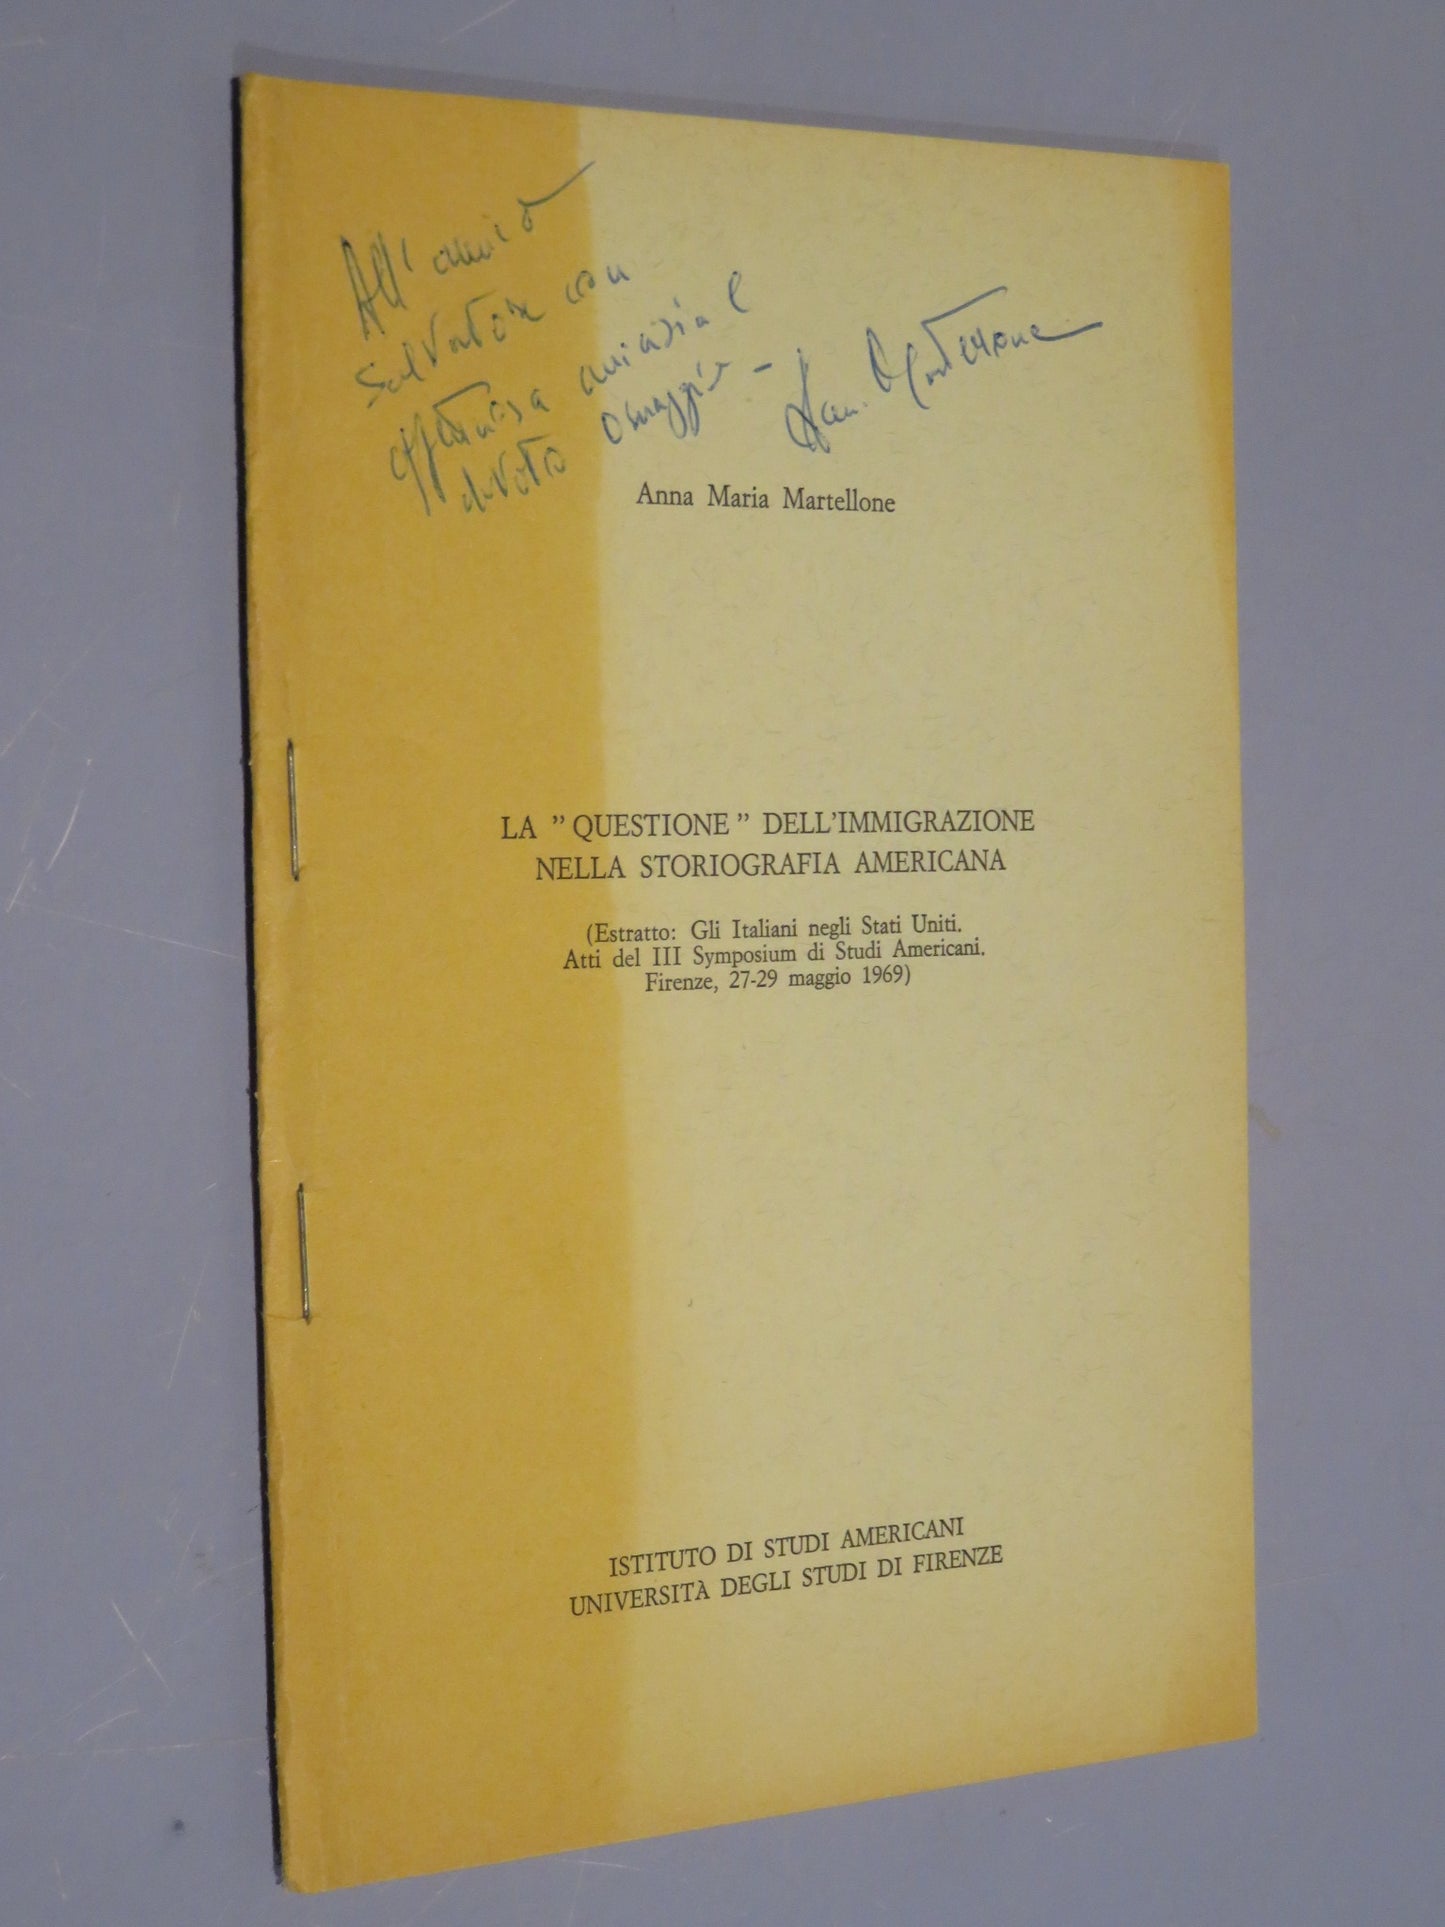 All' amico
Salvatore con
affettuosa amicizia e
devoto omaggio -
Martellone
Anna Maria Martellone
LA ” QUESTIONE ” DELL'IMMIGRAZIONE
NELLA STORIOGRAFIA AMERICANA
(Estratto: Gli Italiani negli Stati Uniti.
Atti del III Symposium di Studi Americani.
Firenze, 27-29 maggio 1969)
ISTITUTO DI STUDI AMERICANI
UNIVERSITÀ DEGLI STUDI DI FIRENZE